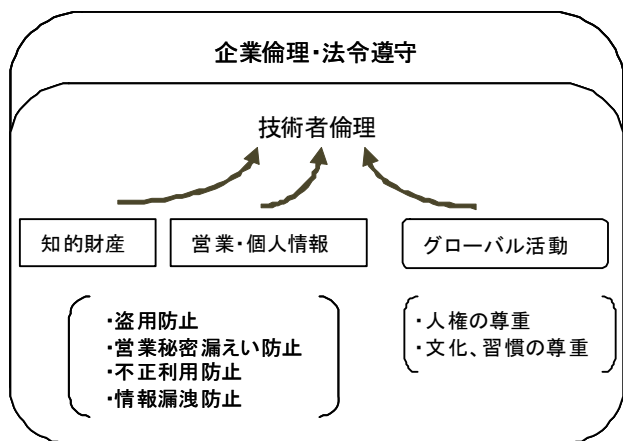 企業倫理・法令遵守
技術者倫理
知的財産
営業・個人情報
グローバル活動
・盗用防止
・営業秘密漏えい防止
・不正利用防止
・情報漏洩防止
・人権の尊重
・文化、習慣の尊重